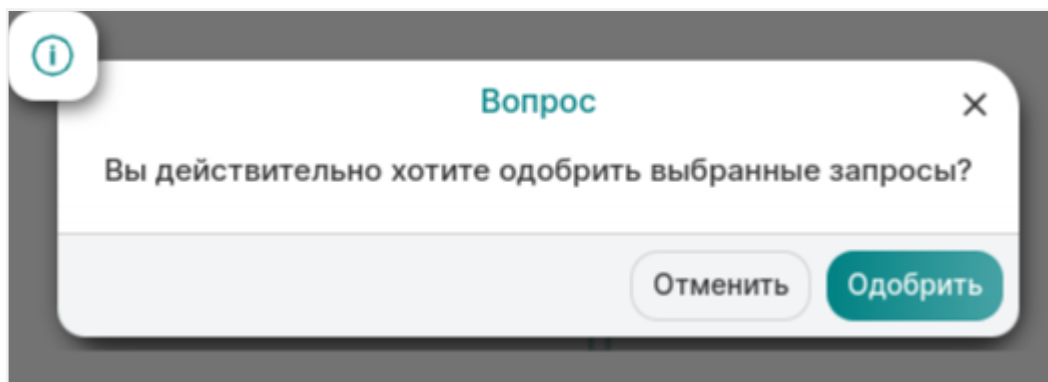 Вопрос
Вы действительно хотите одобрить выбранные запросы?
Отменить
Одобрить